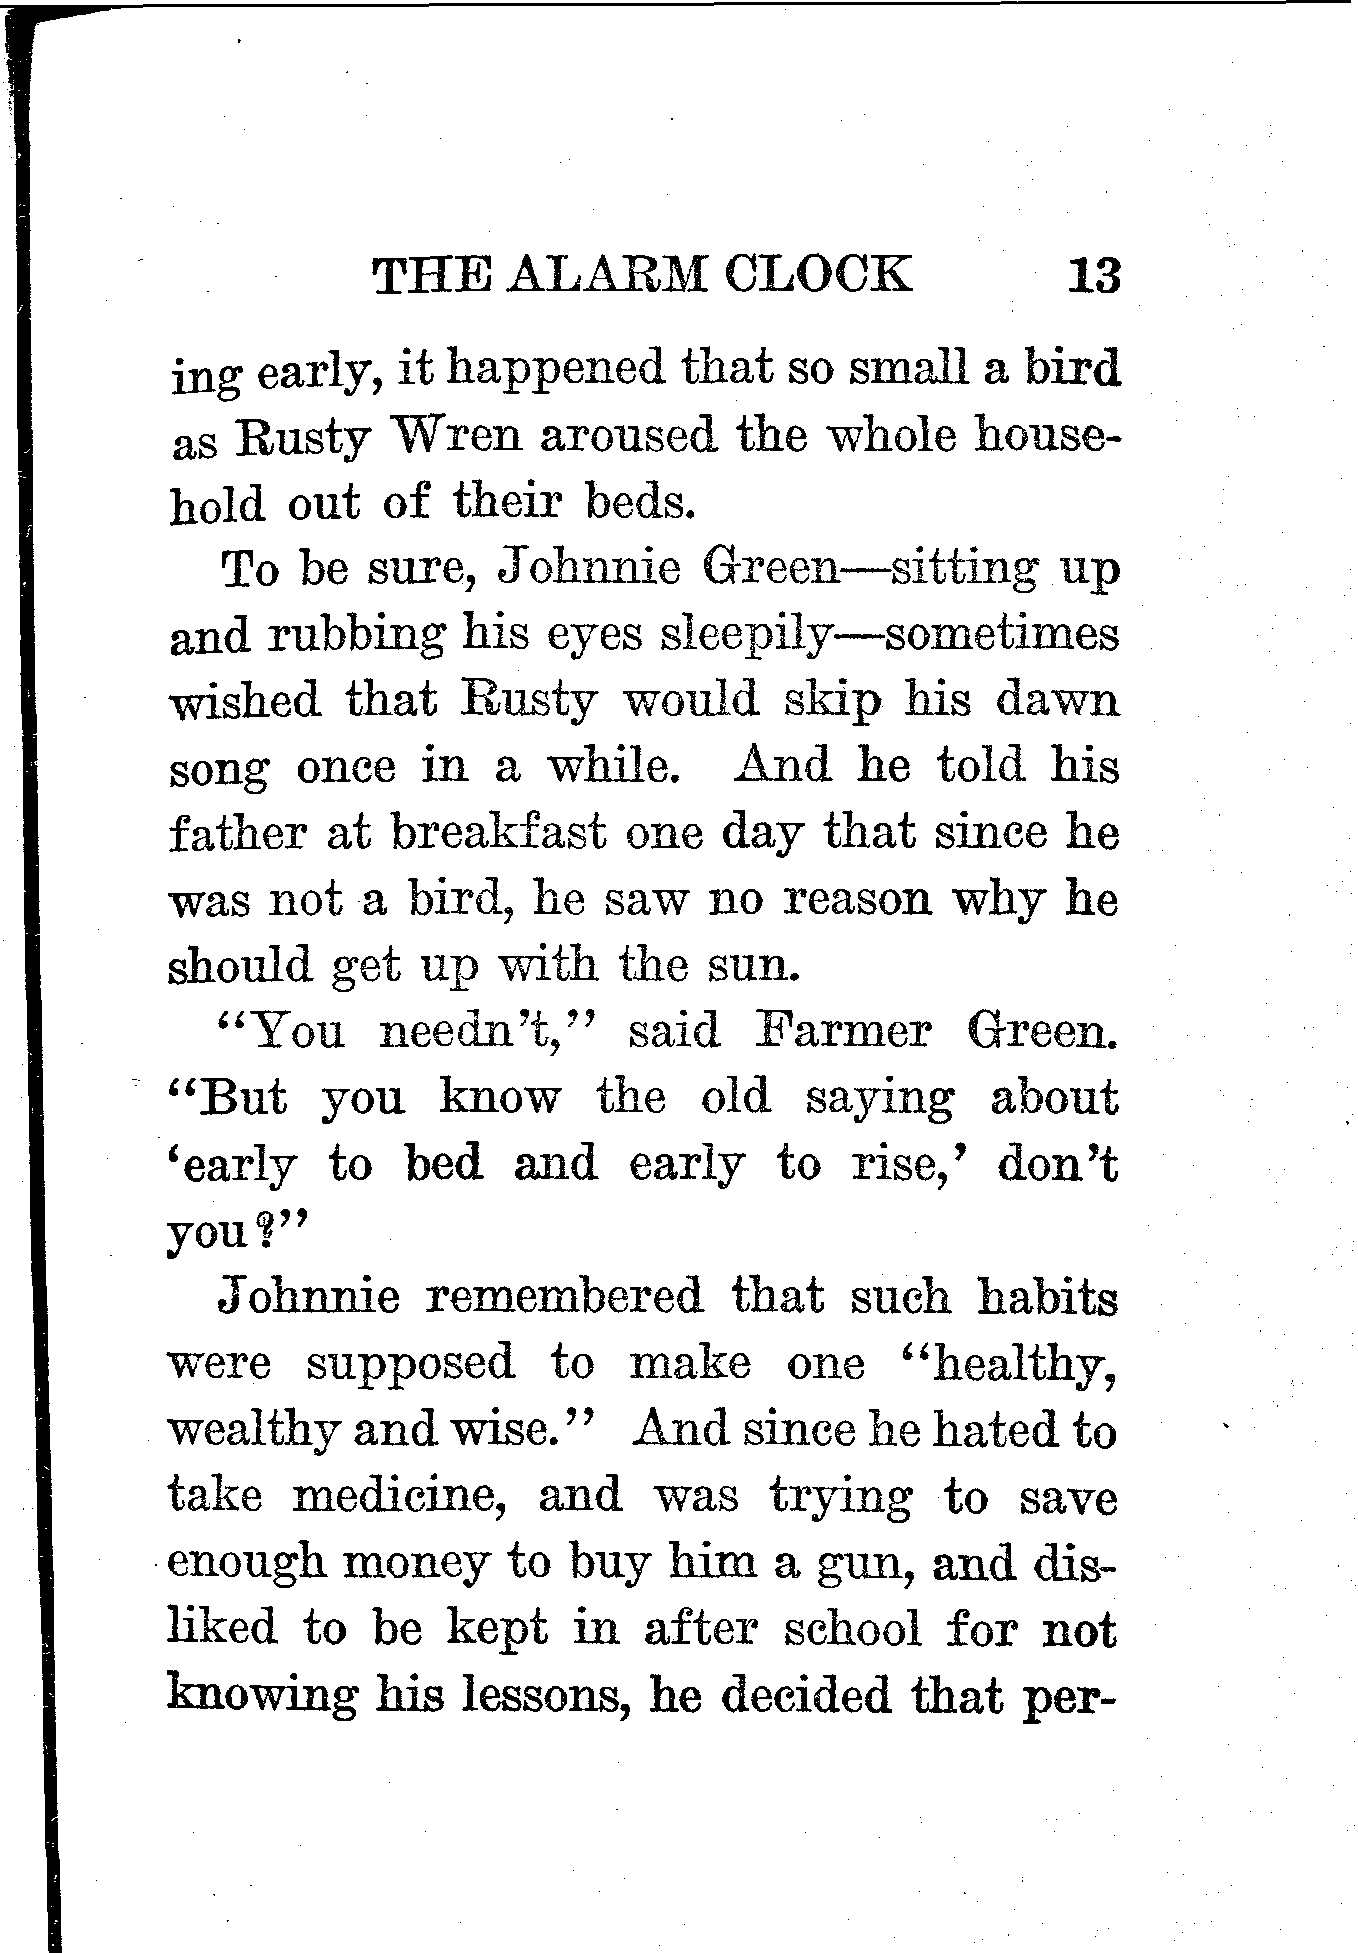 THE ALARM CLOCK 13
ing early, it happened that so small a bird
as Rusty Wren aroused the whole house-
hold out of their beds.
To be sure, Johnnie Green—sitting up
and rubbing his eyes sleepily—sometimes
wished that Rusty would skip his dawn
song once in a while. And he told his
father at breakfast one day that since he
was not a bird, he saw no reason why he
should get up with the sun.
“You needn’t,” said Farmer Green.
“But you know the old saying about
‘early to bed and early to rise,’ don’t
you?”
Johnnie remembered that such habits
were supposed to make one “healthy,
wealthy and wise.” And since he hated to
take medicine, and was trying to save
enough money to buy him a gun, and dis-
liked to be kept in after school for not
knowing his lessons, he decided that per-